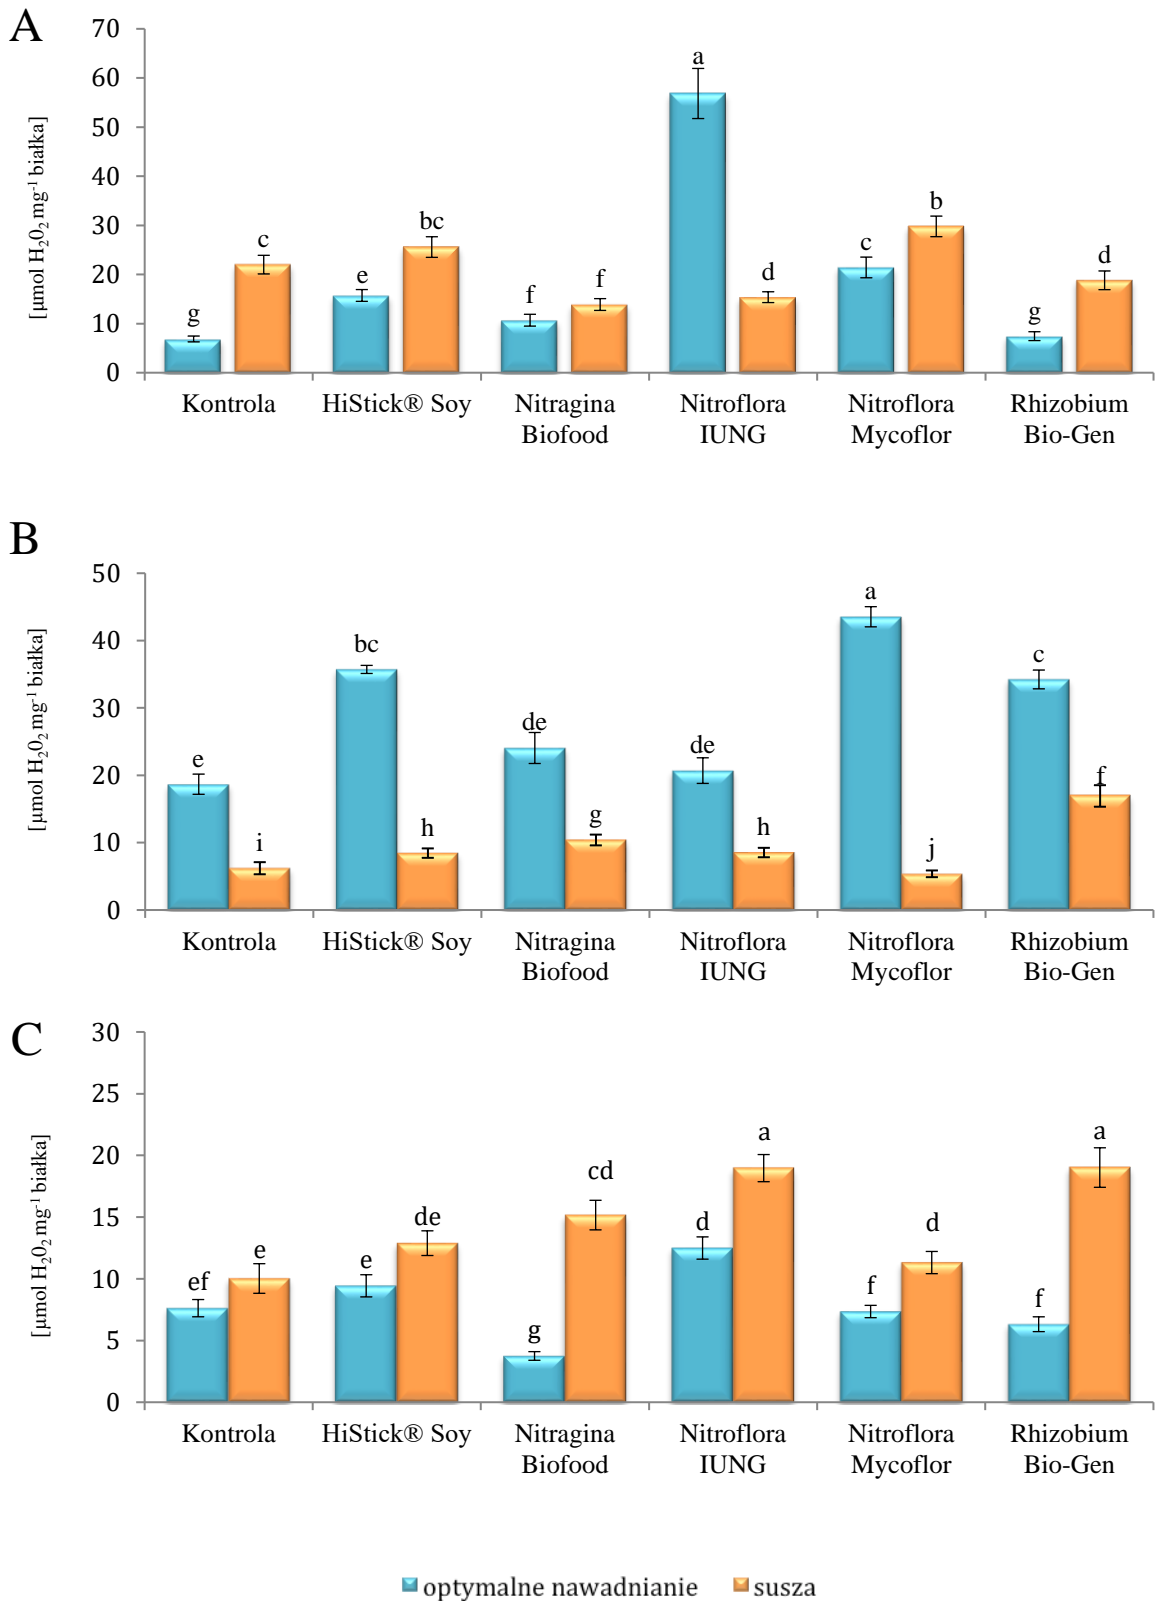 A
70
60
50
40
30
20
10
0
[µmol H₂0₂ mg⁻¹ białka]
g c e bc f f a d c b g d
Kontrola HiStick® Soy Nitragina Biofood Nitroflora IUNG Nitroflora Mycoflor Rhizobium Bio-Gen
B
50
40
30
20
10
0
[µmol H₂0₂ mg⁻¹ białka]
e i bc h de g de h a j c f
Kontrola HiStick® Soy Nitragina Biofood Nitroflora IUNG Nitroflora Mycoflor Rhizobium Bio-Gen
C
30
25
20
15
10
5
0
[µmol H₂0₂ mg⁻¹ białka]
ef e e de g cd d a f d f a
Kontrola HiStick® Soy Nitragina Biofood Nitroflora IUNG Nitroflora Mycoflor Rhizobium Bio-Gen
optymalne nawadnianie susza